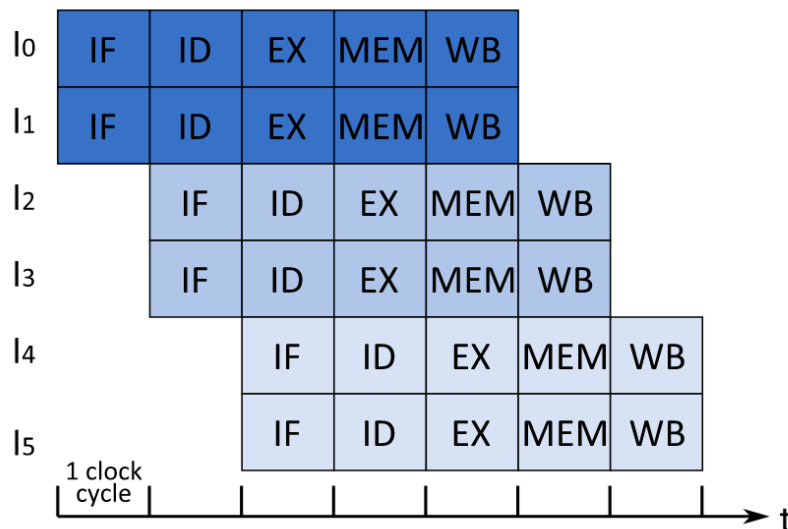 I0 IF ID EX MEM WB
I1 IF ID EX MEM WB
I2 IF ID EX MEM WB
I3 IF ID EX MEM WB
I4 IF ID EX MEM WB
I5 IF ID EX MEM WB
1 clock
cycle
t